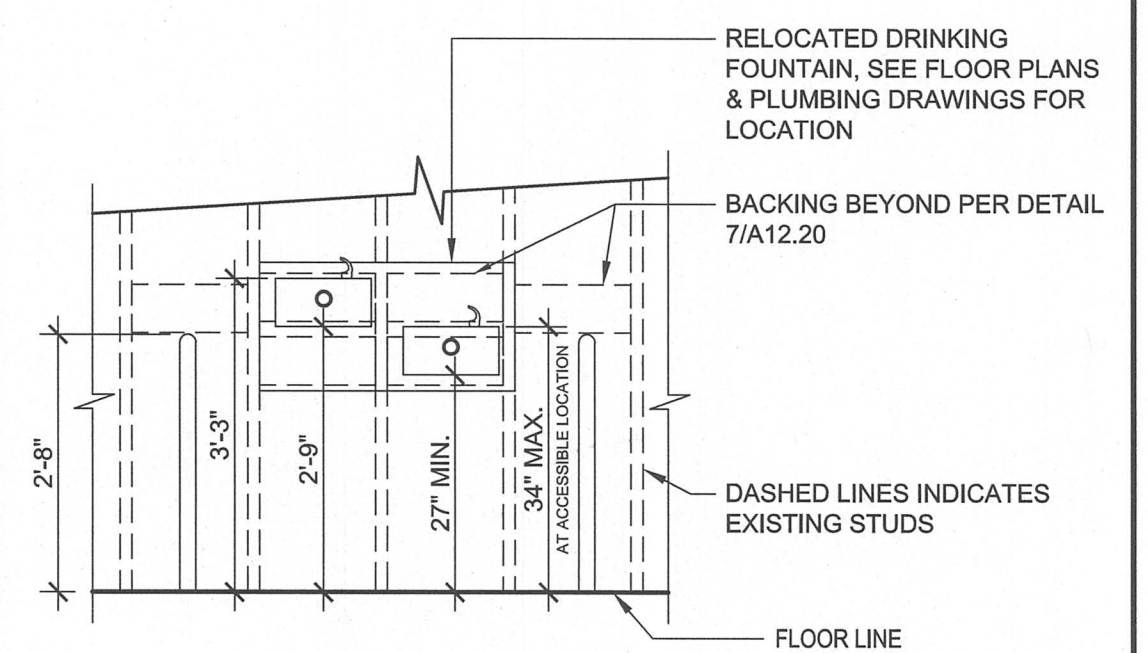 RELOCATED DRINKING
FOUNTAIN, SEE FLOOR PLANS
& PLUMBING DRAWINGS FOR
LOCATION
BACKING BEYOND PER DETAIL
7/A12.20
2'-8"
3'-3"
2'-9"
27" MIN.
34" MAX.
AT ACCESSIBLE LOCATION
DASHED LINES INDICATES
EXISTING STUDS
FLOOR LINE